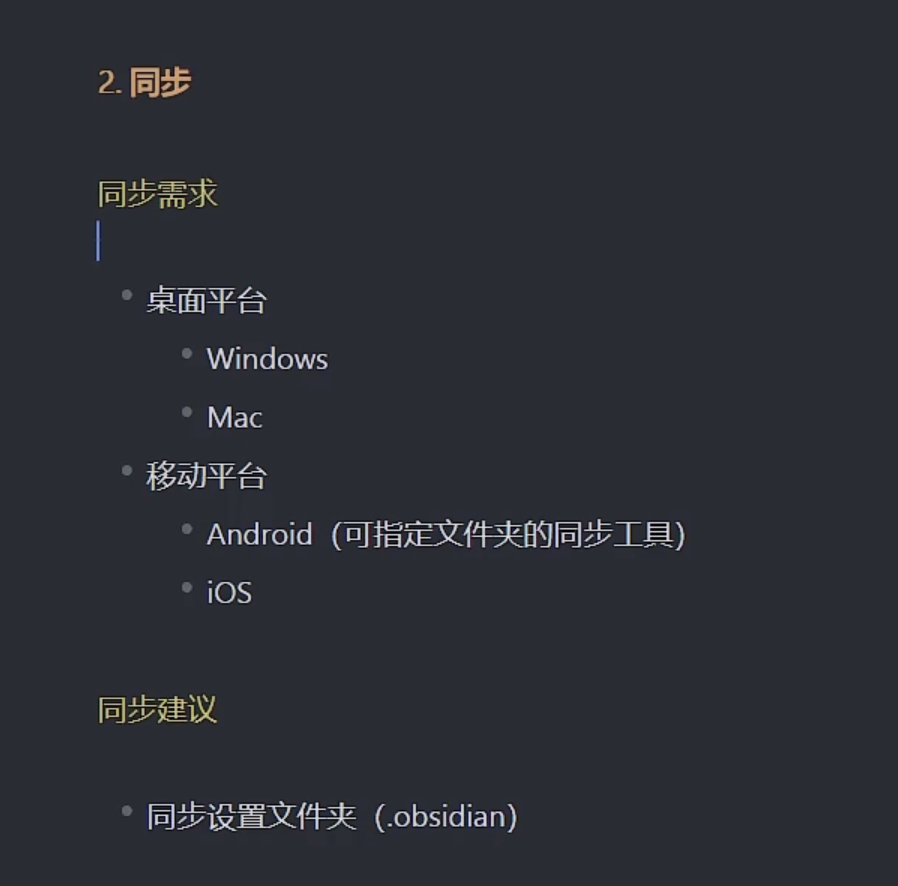 2. 同步
同步需求
桌面平台
Windows
Mac
移动平台
Android（可指定文件夹的同步工具）
iOS
同步建议
同步设置文件夹（.obsidian）